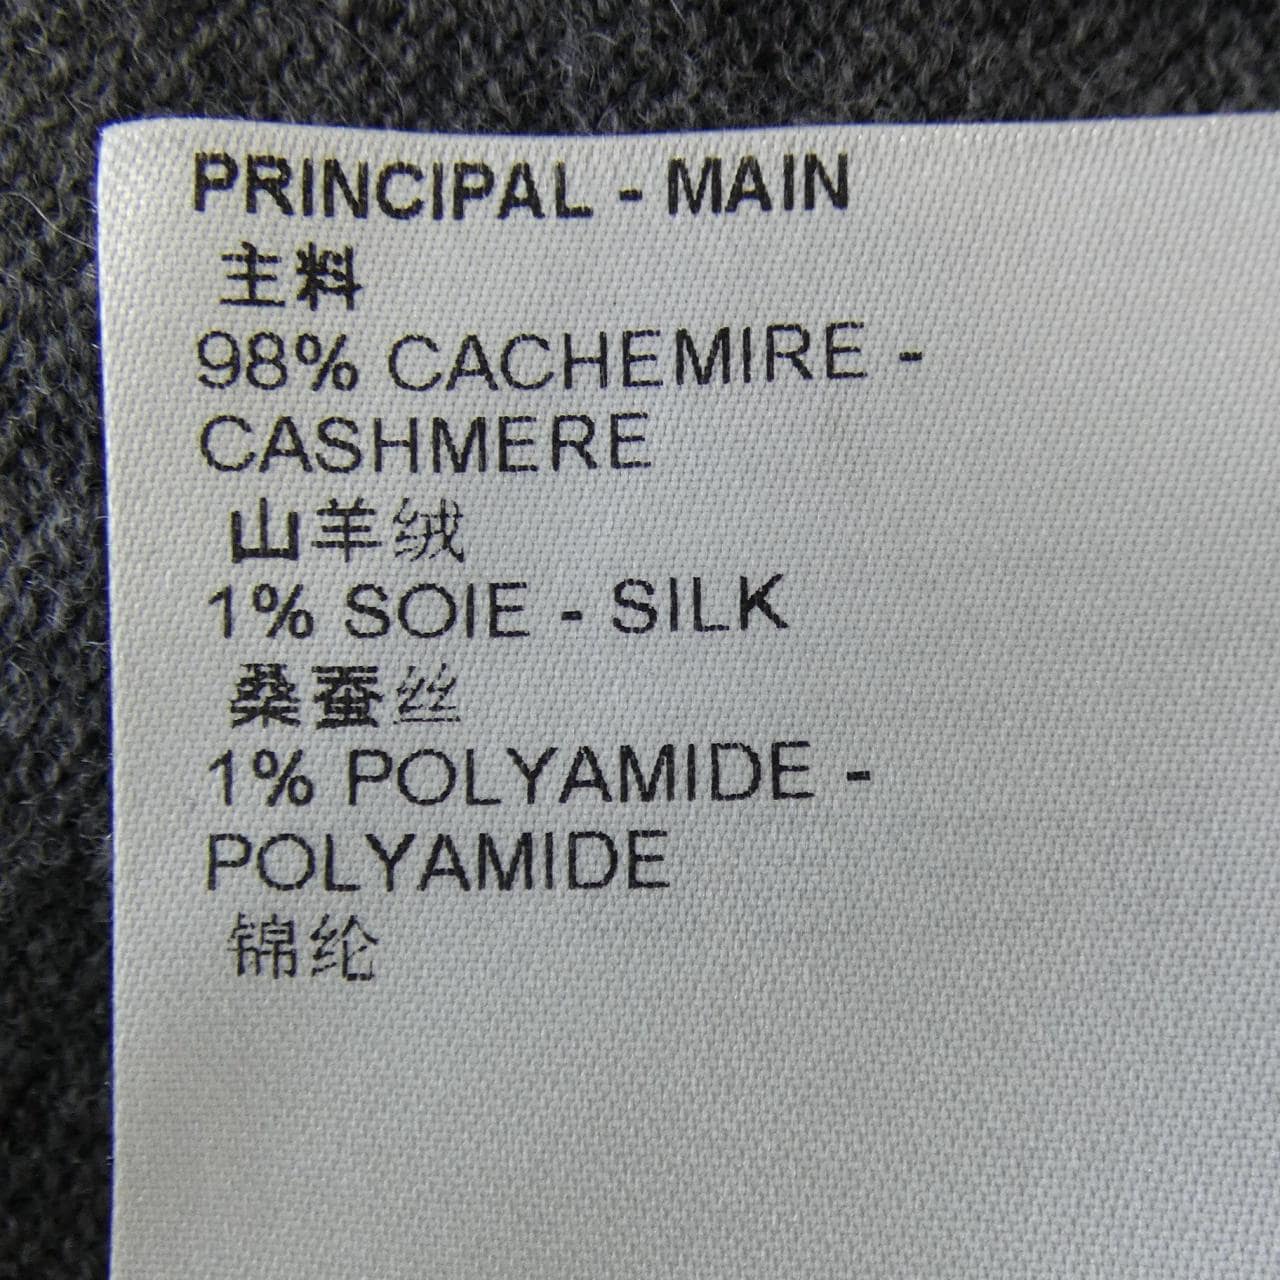 PRINCIPAL - MAIN
主料
98% CACHEMIRE -
CASHMERE
山羊绒
1% SOIE - SILK
桑蚕丝
1% POLYAMIDE -
POLYAMIDE
锦纶